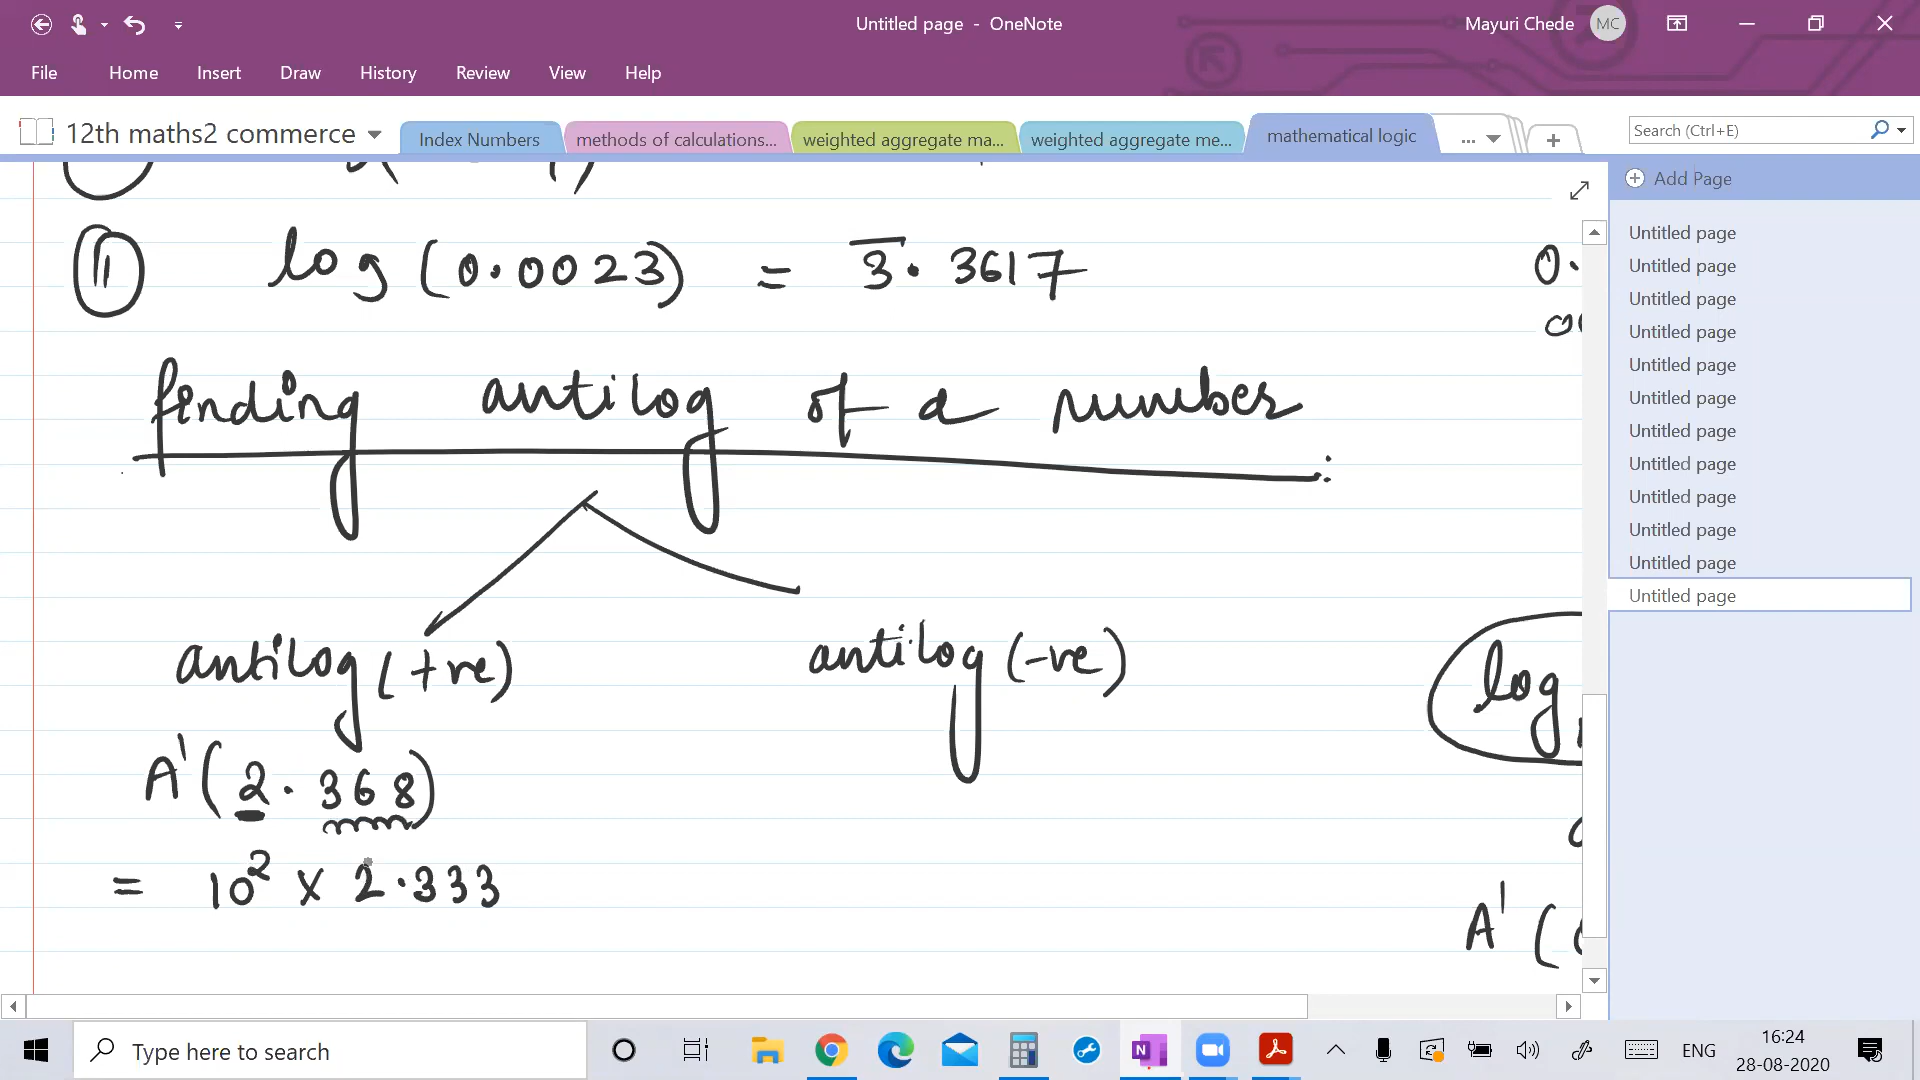 Untitled page - OneNote
Mayuri Chede MC
File Home Insert Draw History Review View Help
12th maths2 commerce
Index Numbers methods of calculations... weighted aggregate ma... weighted aggregate me... mathematical logic ...
Search (Ctrl+E)
Add Page
Untitled page
Untitled page
Untitled page
Untitled page
Untitled page
Untitled page
Untitled page
Untitled page
Untitled page
Untitled page
Untitled page
Untitled page
11 log (0.0023) = 3̅. 3617
0.
finding antilog of a number :
antilog (+ve) antilog (-ve)
log
A' (2.368)
= 10² x 2.333
A' (
Type here to search
ENG
16:24
28-08-2020